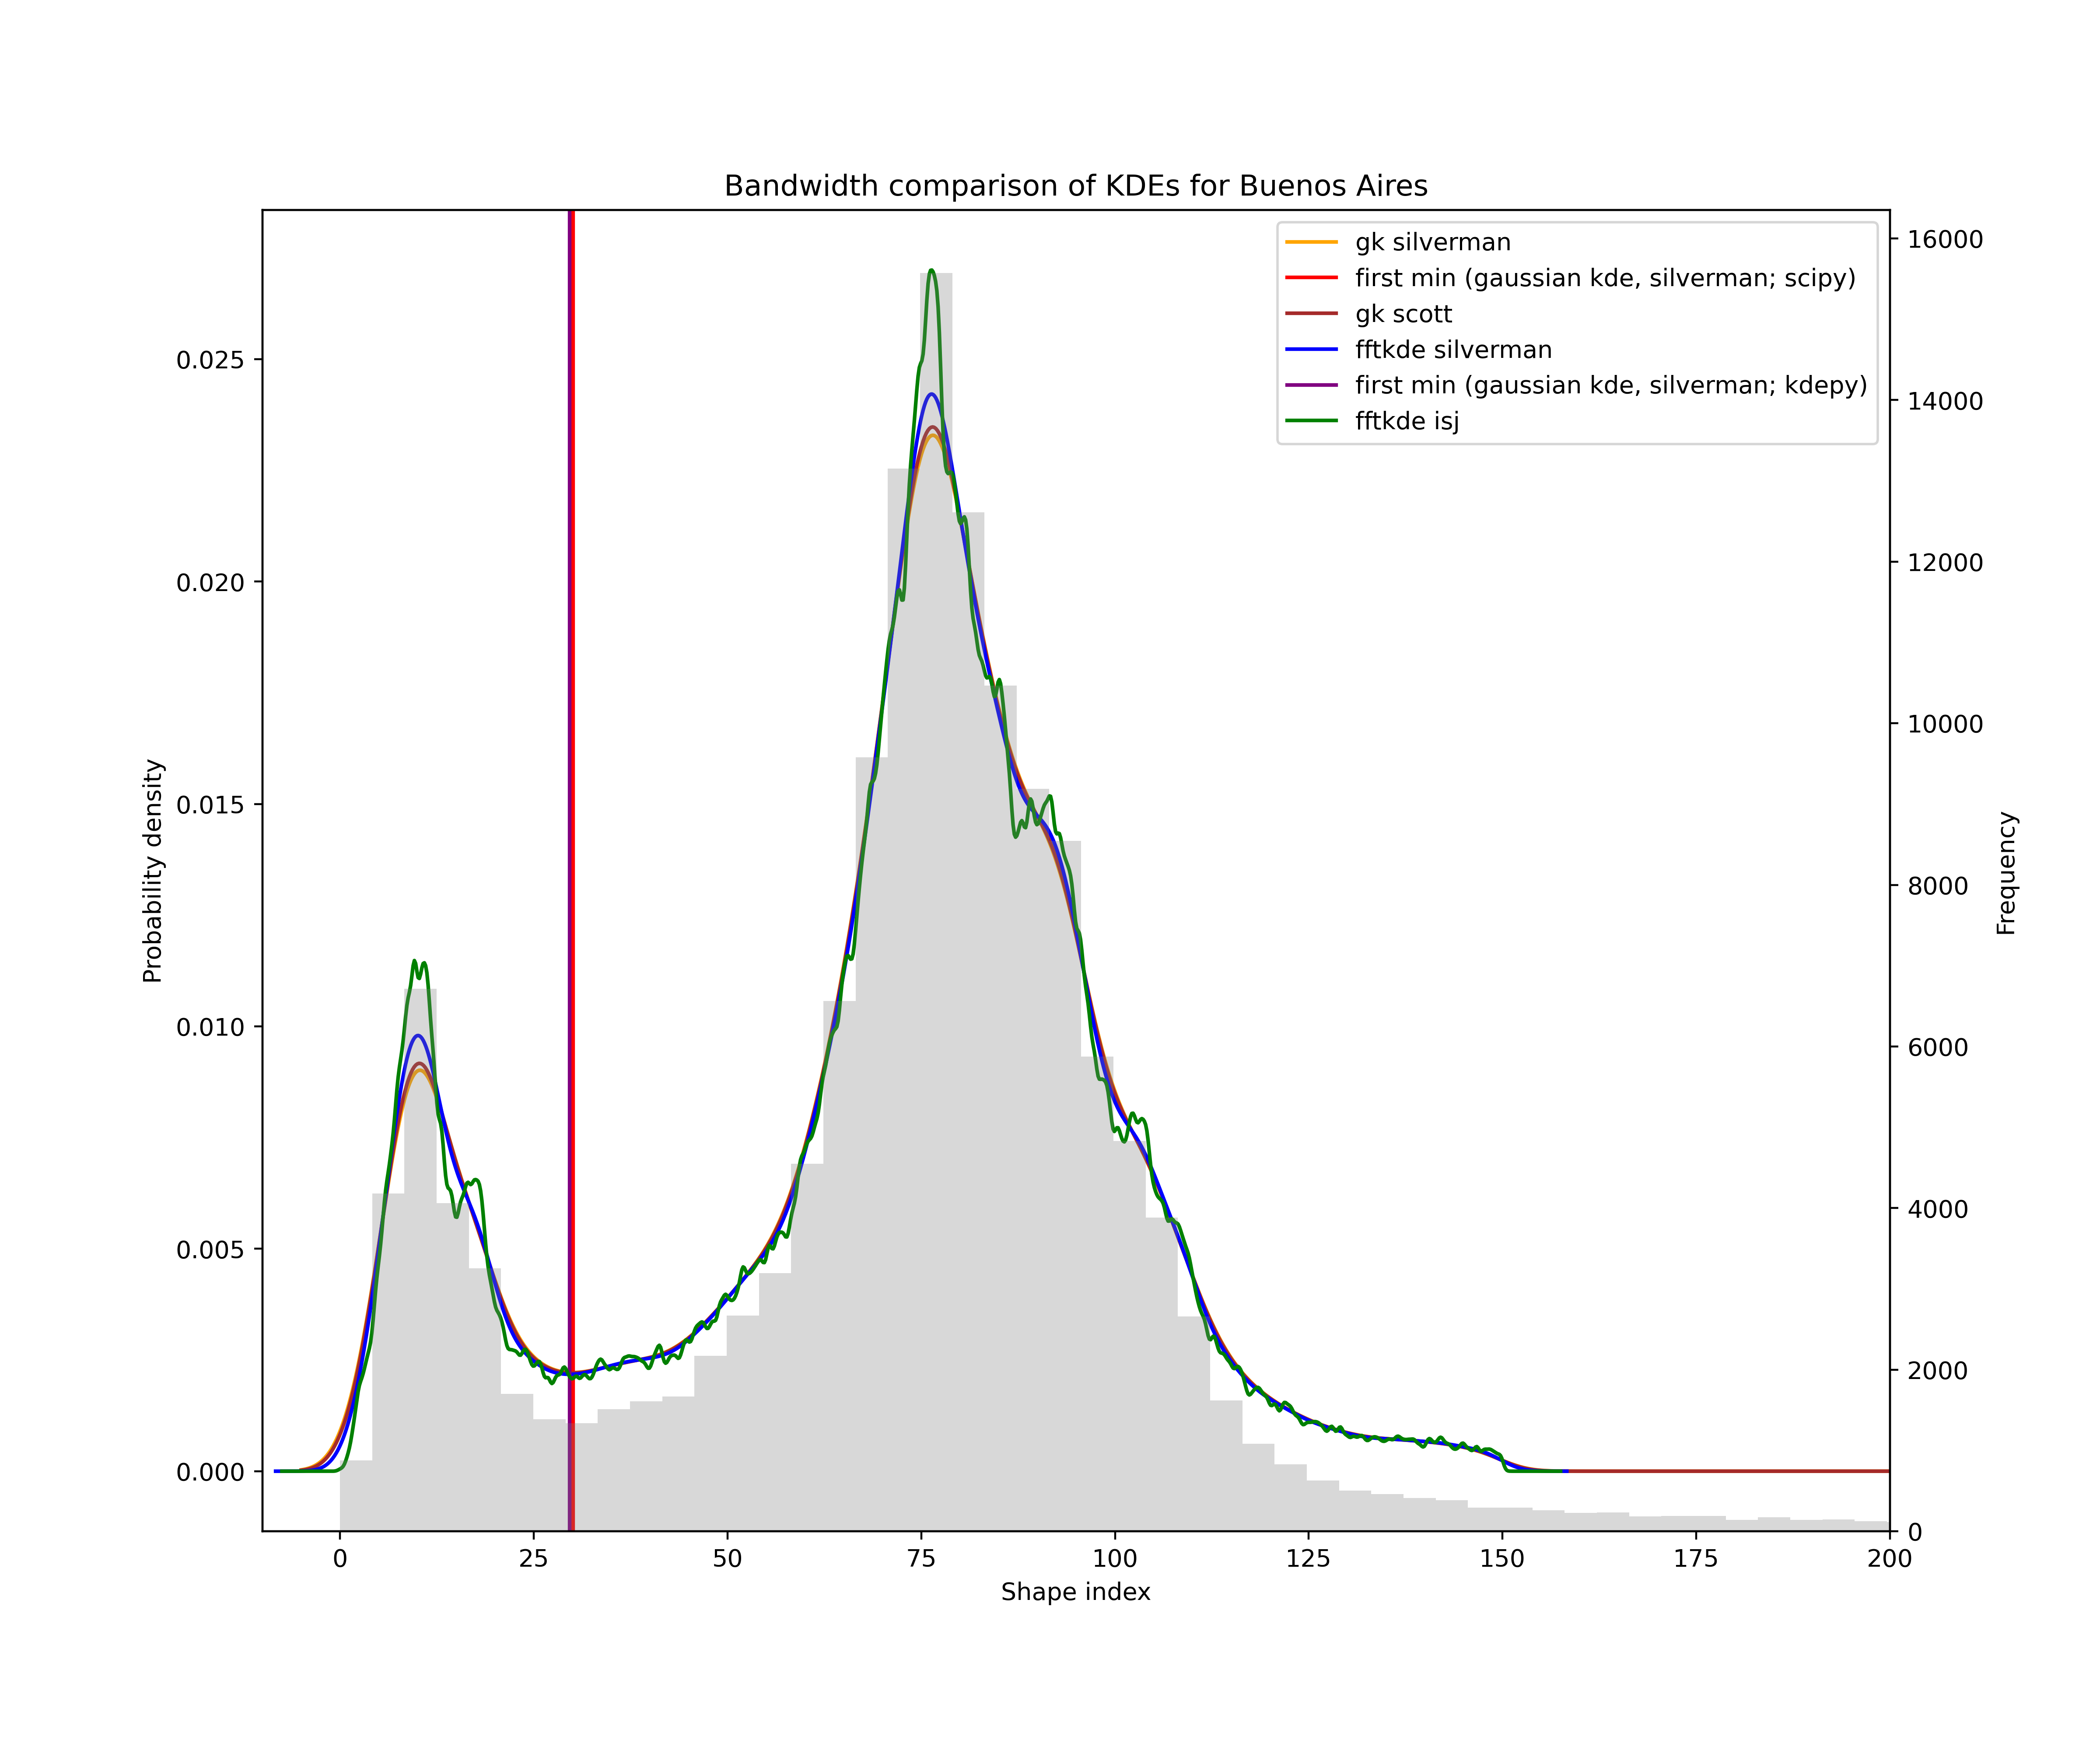 Bandwidth comparison of KDEs for Buenos Aires
gk silverman
first min (gaussian kde, silverman; scipy)
gk scott
fftkde silverman
first min (gaussian kde, silverman; kdepy)
fftkde isj
Probability density
0.025
0.020
0.015
0.010
0.005
0.000
16000
14000
12000
10000
8000
6000
4000
2000
0
Frequency
0 25 50 75 100 125 150 175 200
Shape index